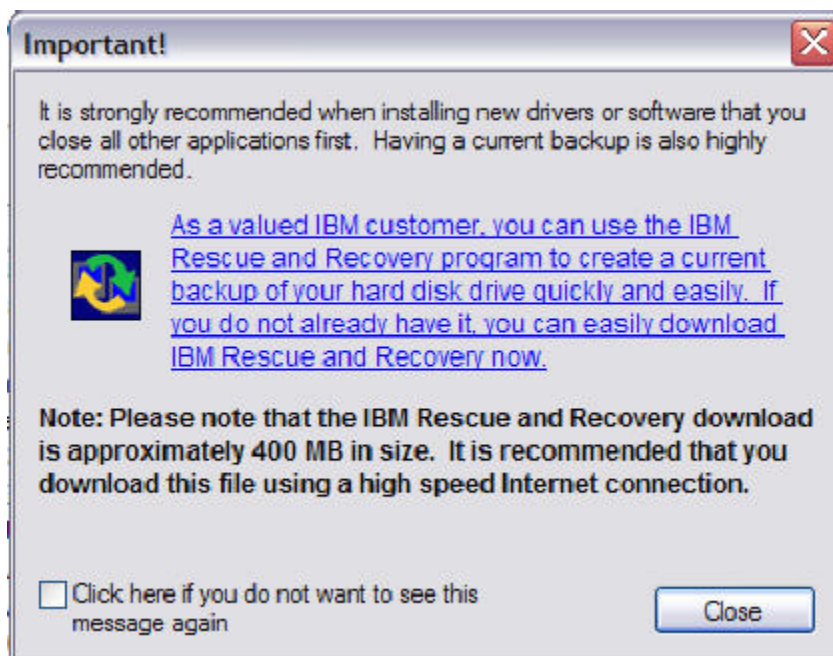 Important!
It is strongly recommended when installing new drivers or software that you
close all other applications first.  Having a current backup is also highly
recommended.
As a valued IBM customer, you can use the IBM
Rescue and Recovery program to create a current
backup of your hard disk drive quickly and easily.  If
you do not already have it, you can easily download
IBM Rescue and Recovery now.
Note: Please note that the IBM Rescue and Recovery download
is approximately 400 MB in size.  It is recommended that you
download this file using a high speed Internet connection.
Click here if you do not want to see this
message again
Close